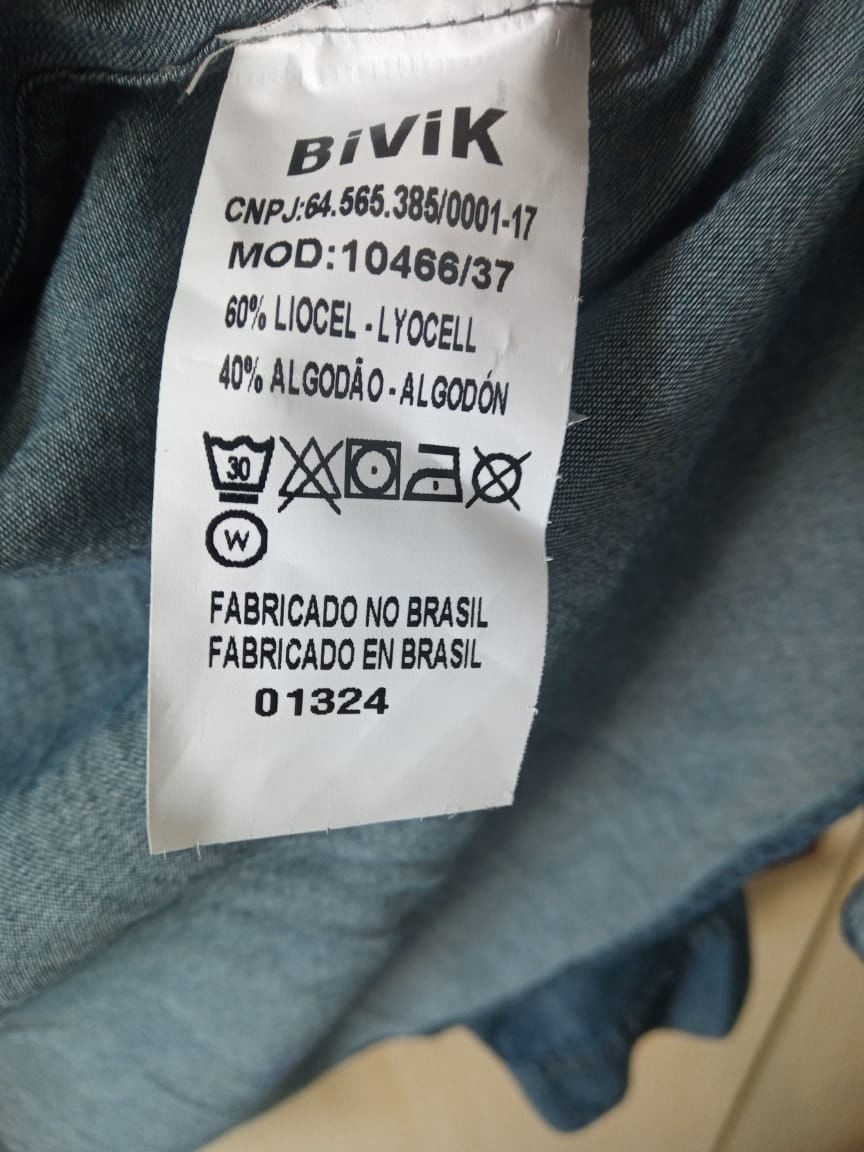 BiViK
CNPJ:64.565.385/0001-17
MOD:10466/37
60% LIOCEL - LYOCELL
40% ALGODÃO - ALGODÓN
30
W
FABRICADO NO BRASIL
FABRICADO EN BRASIL
01324